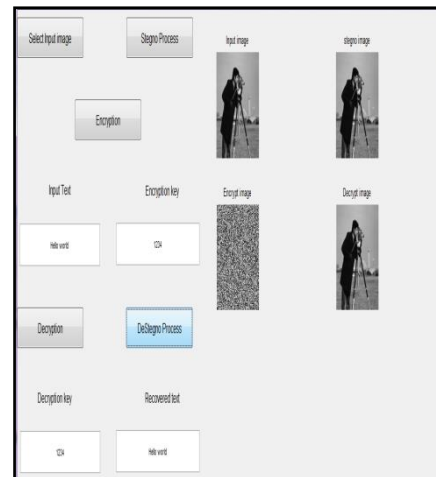 Select Input image
Stegno Process
Input image
stegno image
Encryption
Input Text
Encryption key
Encrypt image
Decrypt image
Hello world
1234
Decryption
DeStegno Process
Decryption key
Recovered text
1234
Hello world